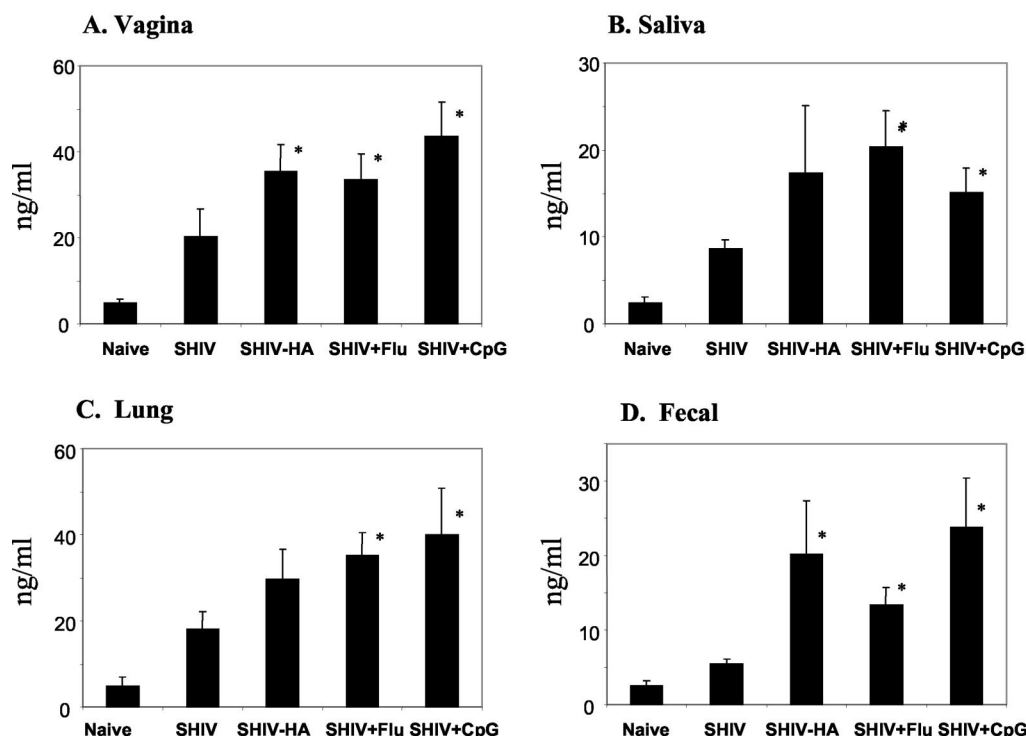 A. Vagina
60
40
20
0
ng/ml
* * *
Naive SHIV SHIV-HA SHIV+Flu SHIV+CpG
B. Saliva
30
20
10
0
ng/ml
* * *
Naive SHIV SHIV-HA SHIV+Flu SHIV+CpG
C. Lung
60
40
20
0
ng/ml
* *
Naive SHIV SHIV-HA SHIV+Flu SHIV+CpG
D. Fecal
30
20
10
0
ng/ml
* * *
Naive SHIV SHIV-HA SHIV+Flu SHIV+CpG